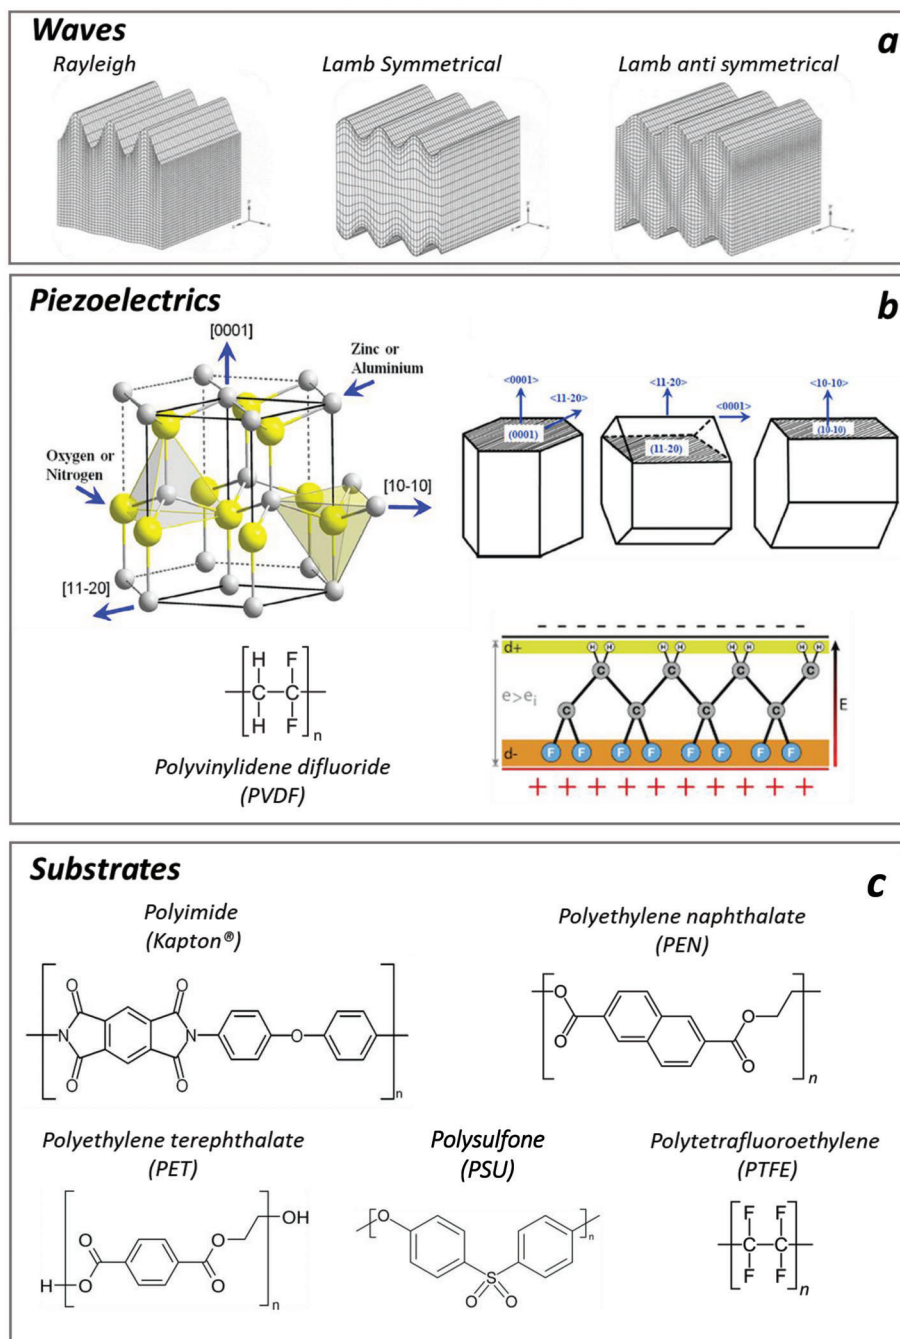 Waves
a
Rayleigh
Lamb Symmetrical
Lamb anti symmetrical
Piezoelectrics
b
[0001]
Zinc or
Aluminium
Oxygen or
Nitrogen
[10-10]
[11-20]
<0001>
<11-20>
(0001)
<11-20>
<0001>
(11-20)
<10-10>
(10-10)
H F
C C
H F
n
Polyvinylidene difluoride
(PVDF)
- - - - - - - - - -
d+
H H H H H H H H
C C C C
e>ei
E
C C C C
d-
F F F F F F F F
+ + + + + + + + + +
Substrates
c
Polyimide
(Kapton®)
O O
N N O
O O
n
Polyethylene naphthalate
(PEN)
O
O
O
O
n
Polyethylene terephthalate
(PET)
OH
O O
H O O
n
Polysulfone
(PSU)
O
n
S
O O
Polytetrafluoroethylene
(PTFE)
F F
C C
F F
n